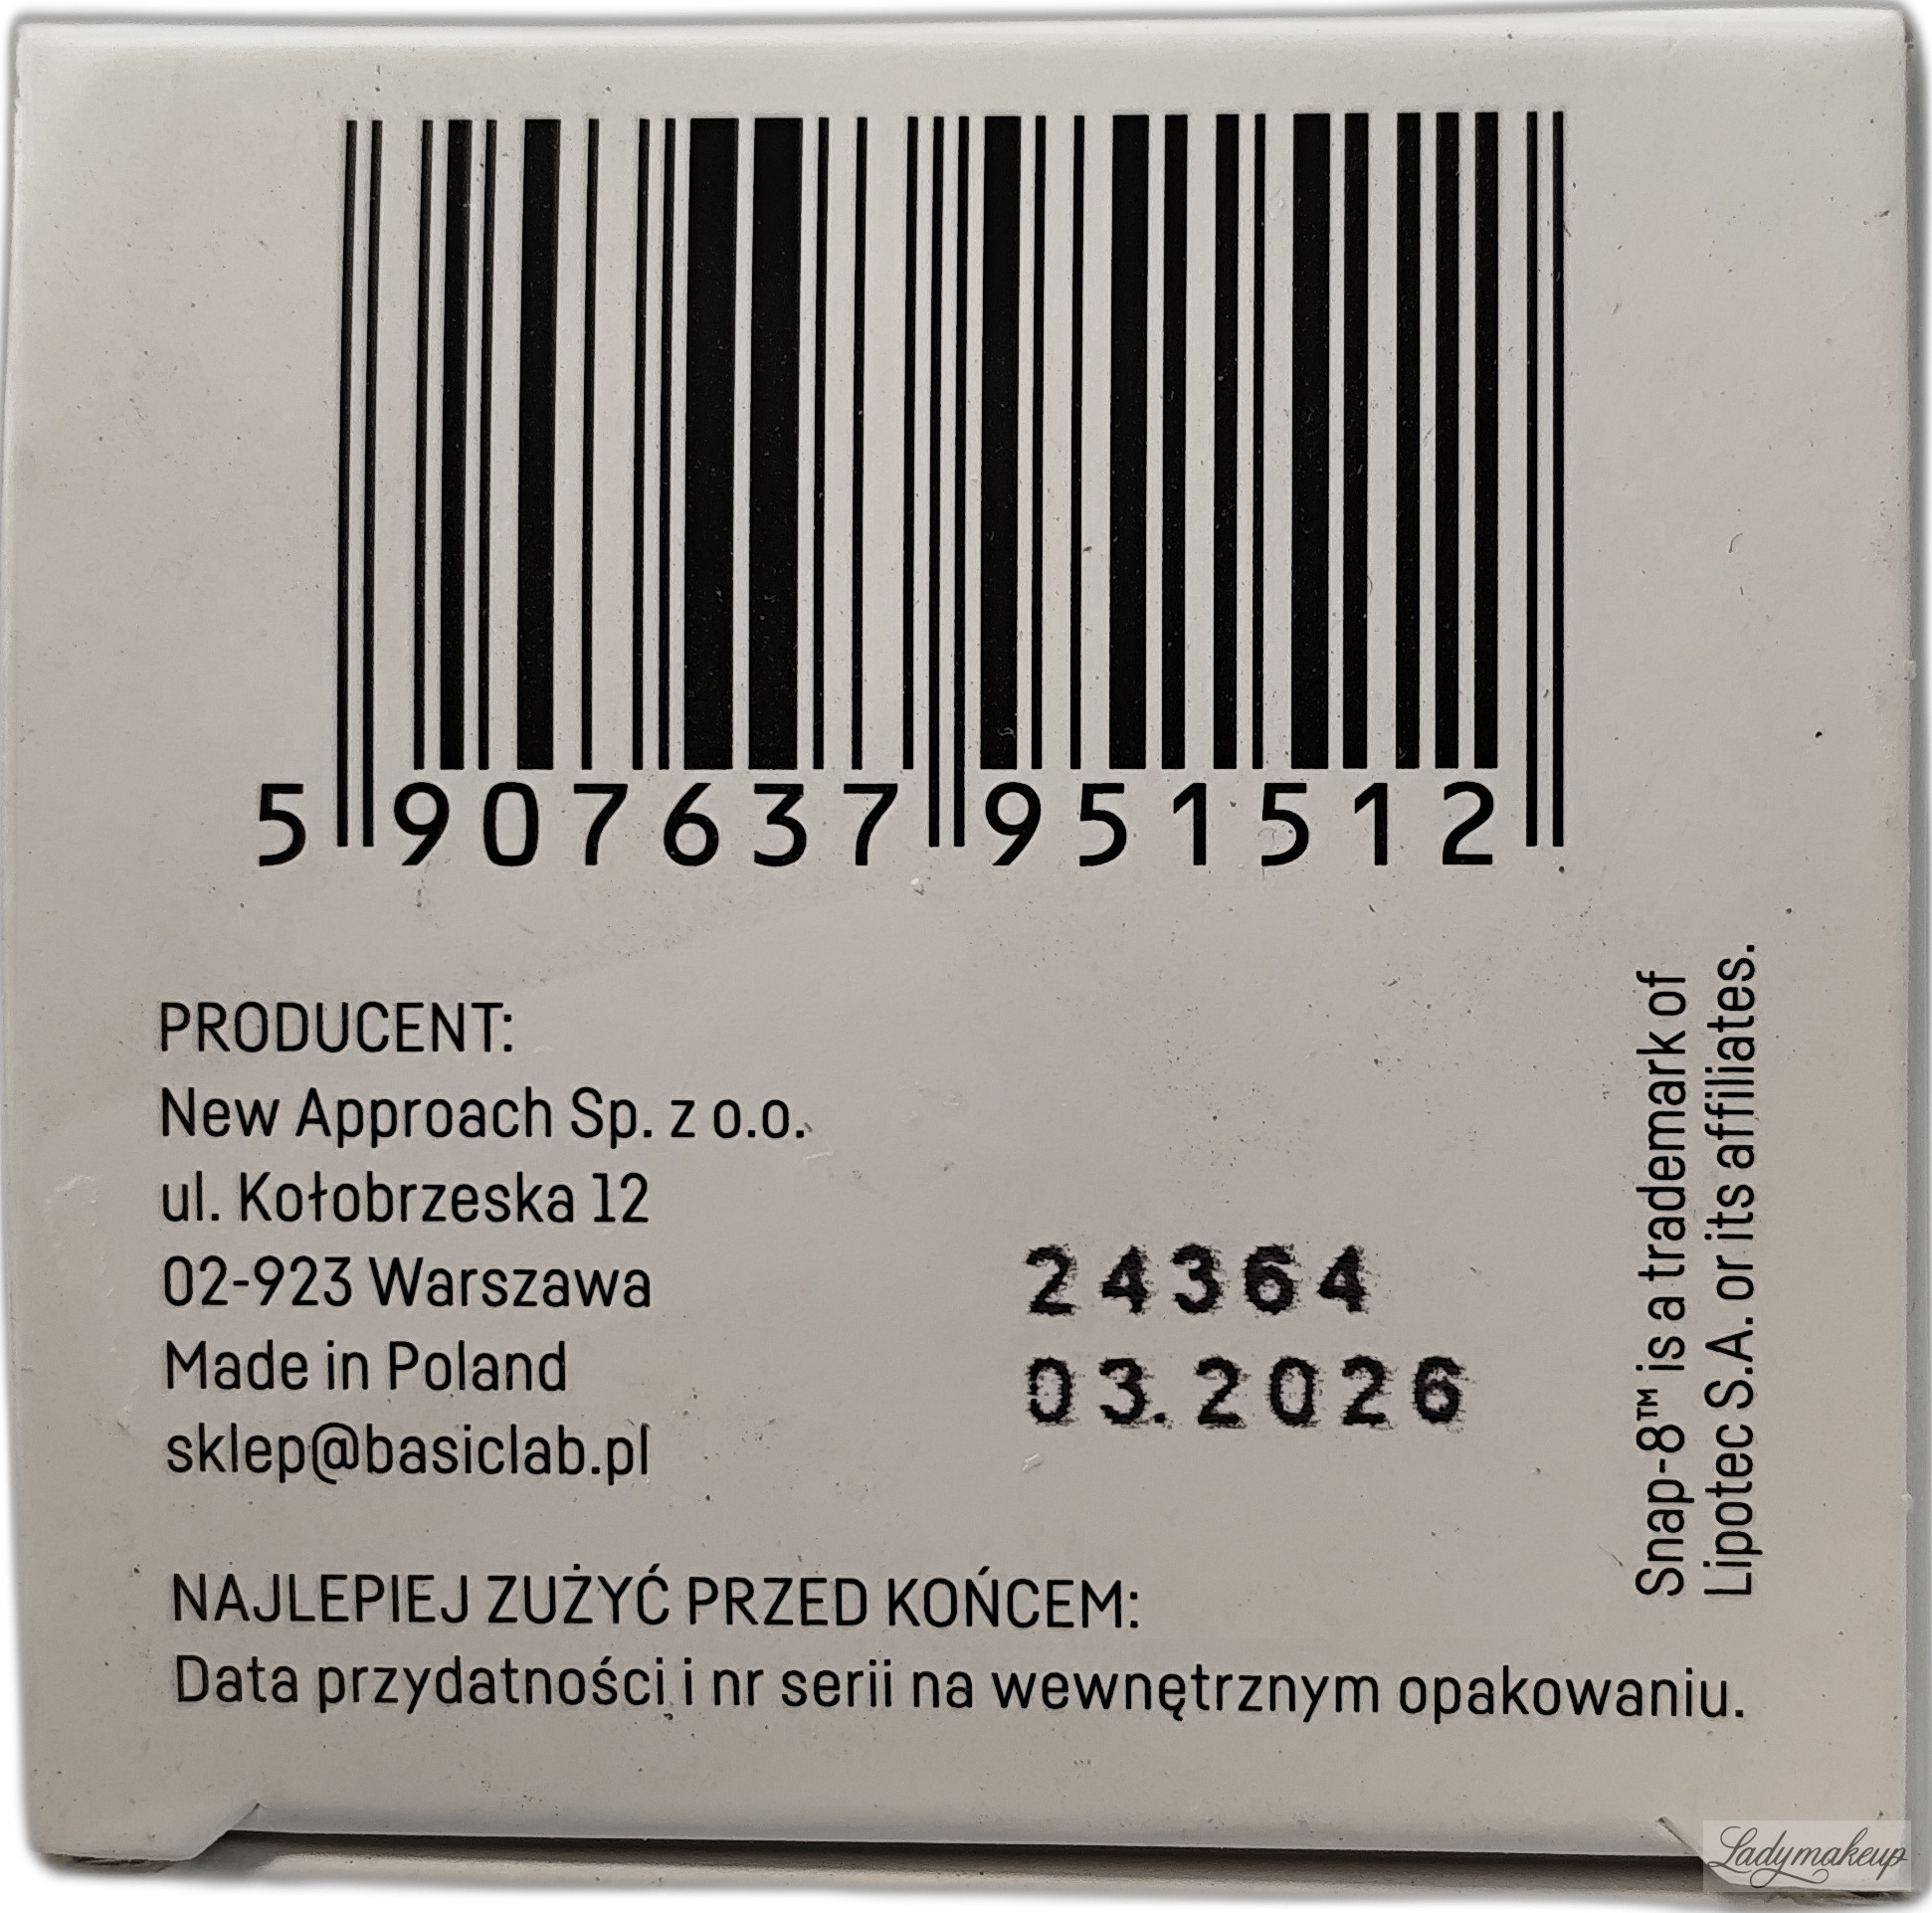 5 907637 951512
PRODUCENT:
New Approach Sp. z o.o.
ul. Kołobrzeska 12
02-923 Warszawa
Made in Poland
sklep@basiclab.pl
24364
03.2026
Snap-8™ is a trademark of
Lipotec S.A. or its affiliates.
NAJLEPIEJ ZUŻYĆ PRZED KOŃCEM:
Data przydatności i nr serii na wewnętrznym opakowaniu.
Ladymakeup